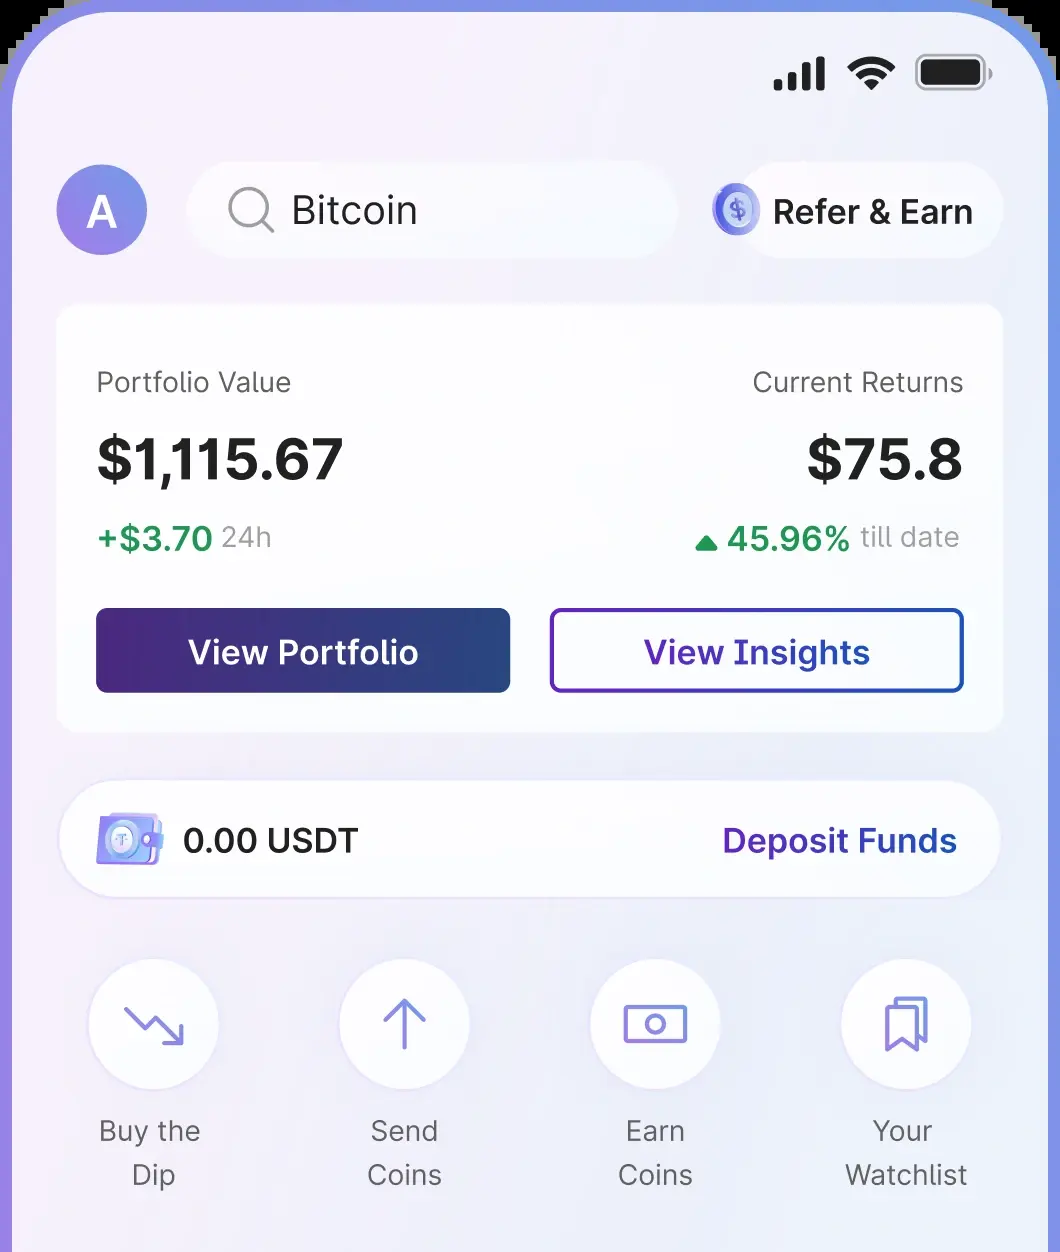 A
Bitcoin
$
Refer & Earn
Portfolio Value
Current Returns
$1,115.67
$75.8
+$3.70 24h
45.96% till date
View Portfolio
View Insights
T
0.00 USDT
Deposit Funds
Buy the
Dip
Send
Coins
Earn
Coins
Your
Watchlist